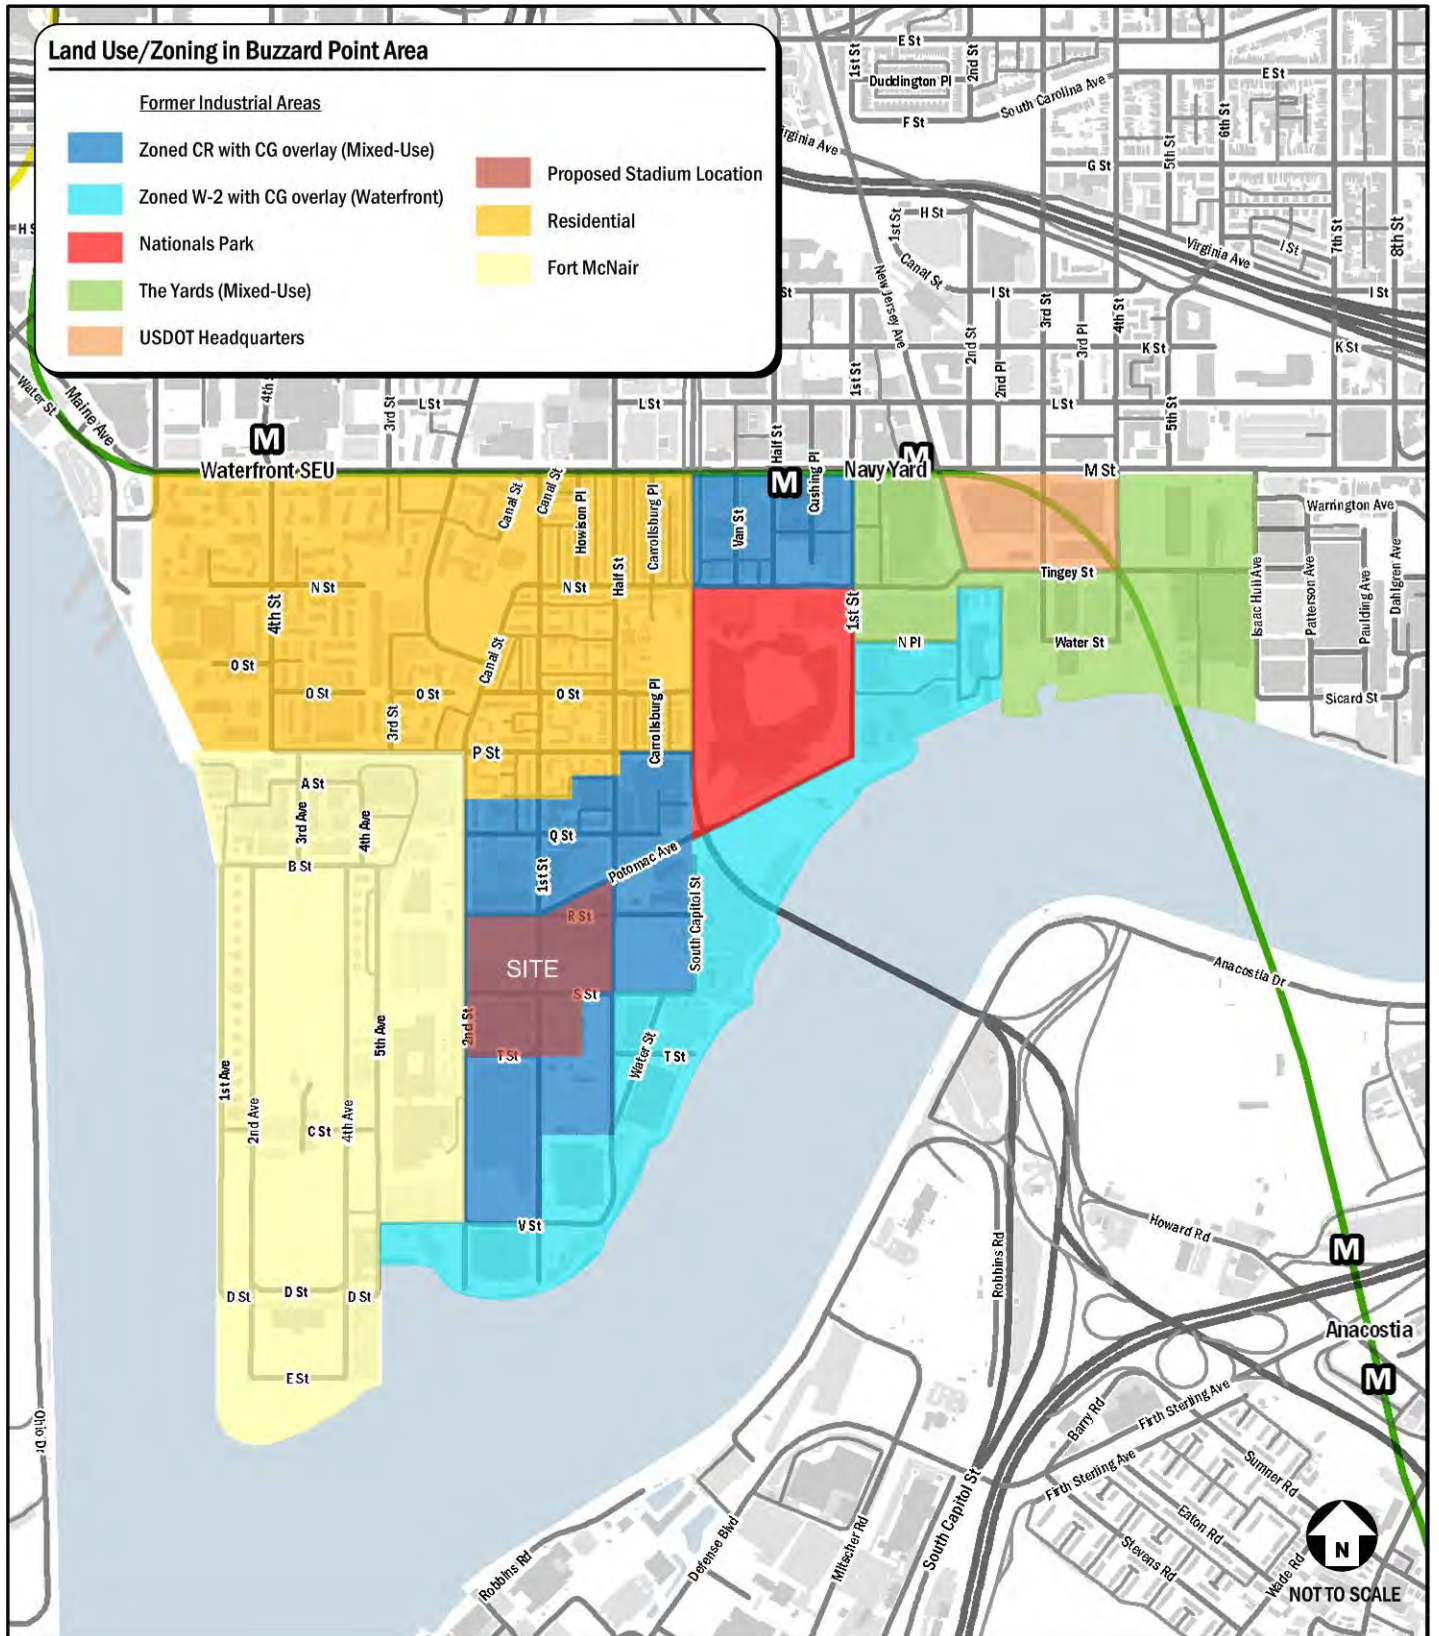 Land Use/Zoning in Buzzard Point Area
Former Industrial Areas
Zoned CR with CG overlay (Mixed-Use)
Zoned W-2 with CG overlay (Waterfront)
Nationals Park
The Yards (Mixed-Use)
USDOT Headquarters
Proposed Stadium Location
Residential
Fort McNair
E St
1st St
2nd St
Duddington Pl
South Carolina Ave
E St
F St
6th St
5th St
G St
H St
1st St
Canal St
Virginia Ave
I St
7th St
8th St
New Jersey Ave
I St
3rd St
3rd Pl
4th St
I St
2nd St
2nd Pl
K St
K St
1st St
Water St
Maine Ave
3rd St
L St
L St
Half St
Cushing Pl
L St
5th St
M
Waterfront SEU
M
Navy Yard
M
M St
Canal St
Canal St
Howison Pl
Carrollsburg Pl
Van St
Warrington Ave
N St
4th St
N St
Half St
1st St
Tingey St
Isaac Hull Ave
Patterson Ave
Paulding Ave
Dahlgren Ave
Canal St
N Pl
Water St
O St
O St
O St
O St
3rd St
Carrollsburg Pl
Sicard St
P St
A St
3rd Ave
4th Ave
B St
Q St
1st St
Potomac Ave
R St
South Capitol St
SITE
S St
2nd St
T St
Water St
T St
Anacostia Dr
1st Ave
2nd Ave
5th Ave
C St
4th Ave
V St
D St
D St
D St
E St
Robbins Rd
Howard Rd
M
Anacostia
M
Ohio Dr
Barry Rd
Firth Sterling Ave
Firth Sterling Ave
Sumner Rd
Eaton Rd
Stevens Rd
Wade Rd
South Capitol St
Mitscher Rd
Defense Blvd
Robbins Rd
N
NOT TO SCALE